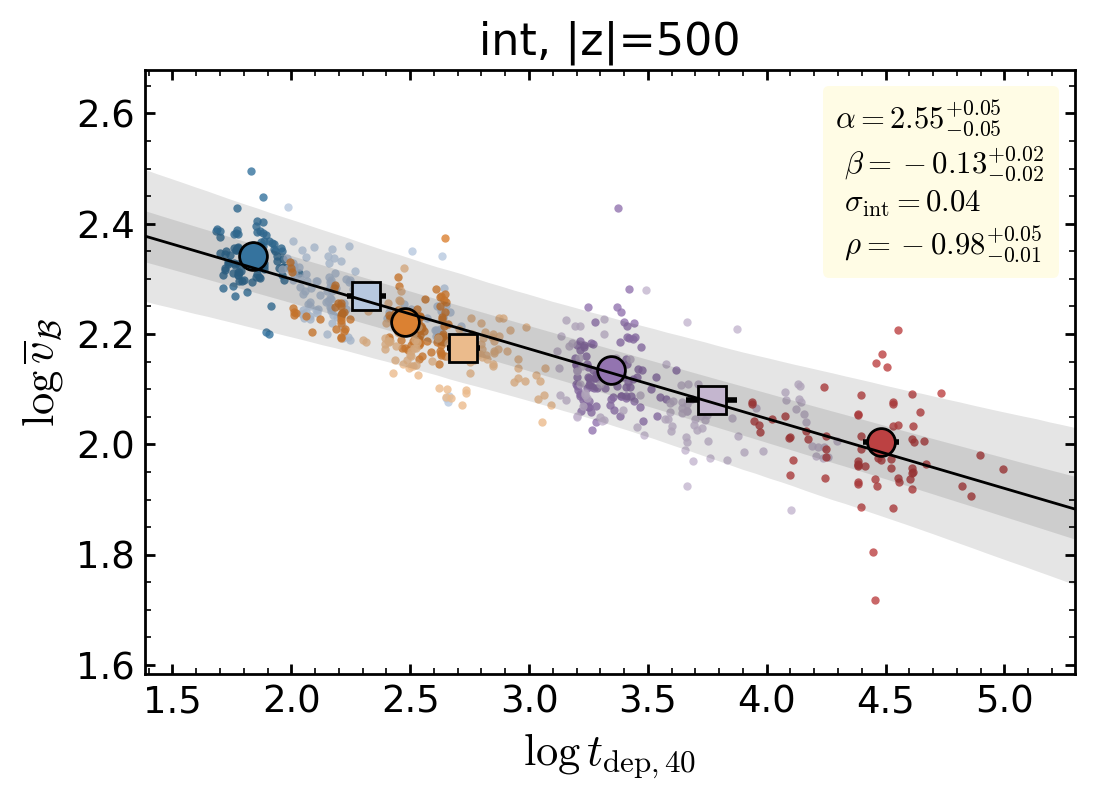 int, |z|=500
α = 2.55^{+0.05}_{-0.05}
β = −0.13^{+0.02}_{-0.02}
σ_int = 0.04
ρ = −0.98^{+0.05}_{-0.01}
2.6
2.4
2.2
2.0
1.8
1.6
log v̅_ℬ
1.5 2.0 2.5 3.0 3.5 4.0 4.5 5.0
log t_{dep, 40}